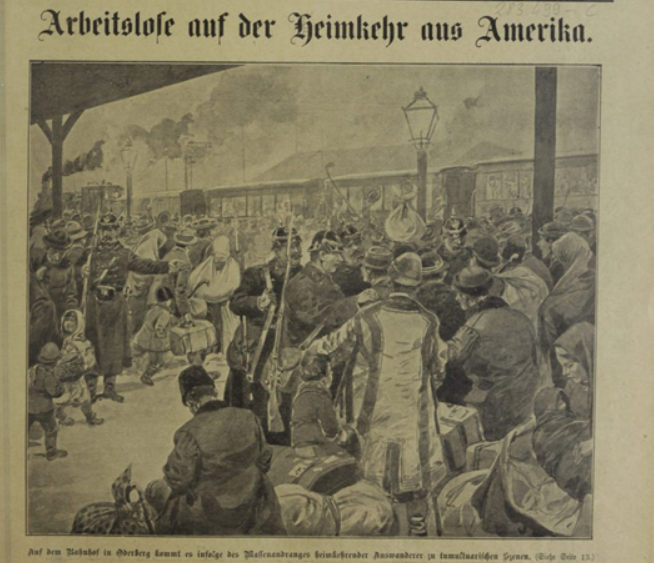 Arbeitslose auf der Heimkehr aus Amerika.
Auf dem Bahnhof in Oderberg kommt es infolge des Massenandranges heimkehrender Auswanderer zu tumultuarischen Szenen. (Siehe Seite 13.)